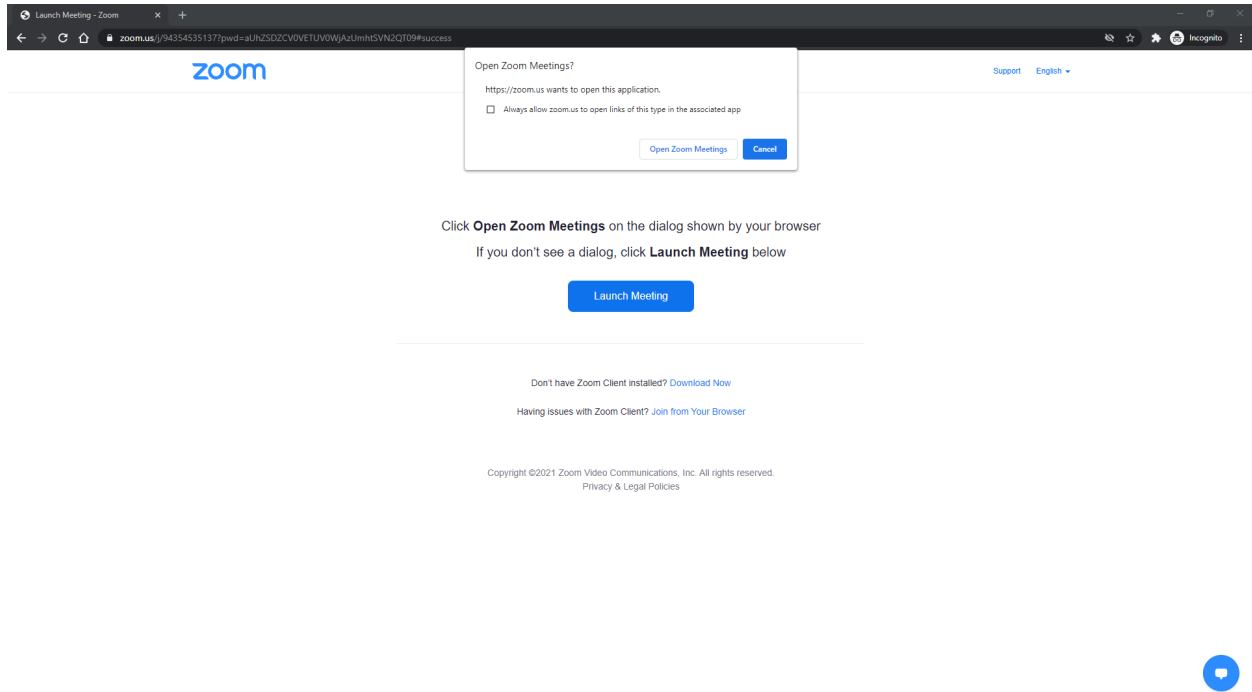 Launch Meeting - Zoom
zoom.us/j/94354535137?pwd=aUhZSDZCV0VETUV0WjAzUmhtSVN2QT09#success
Incognito
zoom
Support English
Open Zoom Meetings?
https://zoom.us wants to open this application.
Always allow zoom.us to open links of this type in the associated app
Open Zoom Meetings Cancel
Click Open Zoom Meetings on the dialog shown by your browser
If you don't see a dialog, click Launch Meeting below
Launch Meeting
Don't have Zoom Client installed? Download Now
Having issues with Zoom Client? Join from Your Browser
Copyright ©2021 Zoom Video Communications, Inc. All rights reserved.
Privacy & Legal Policies